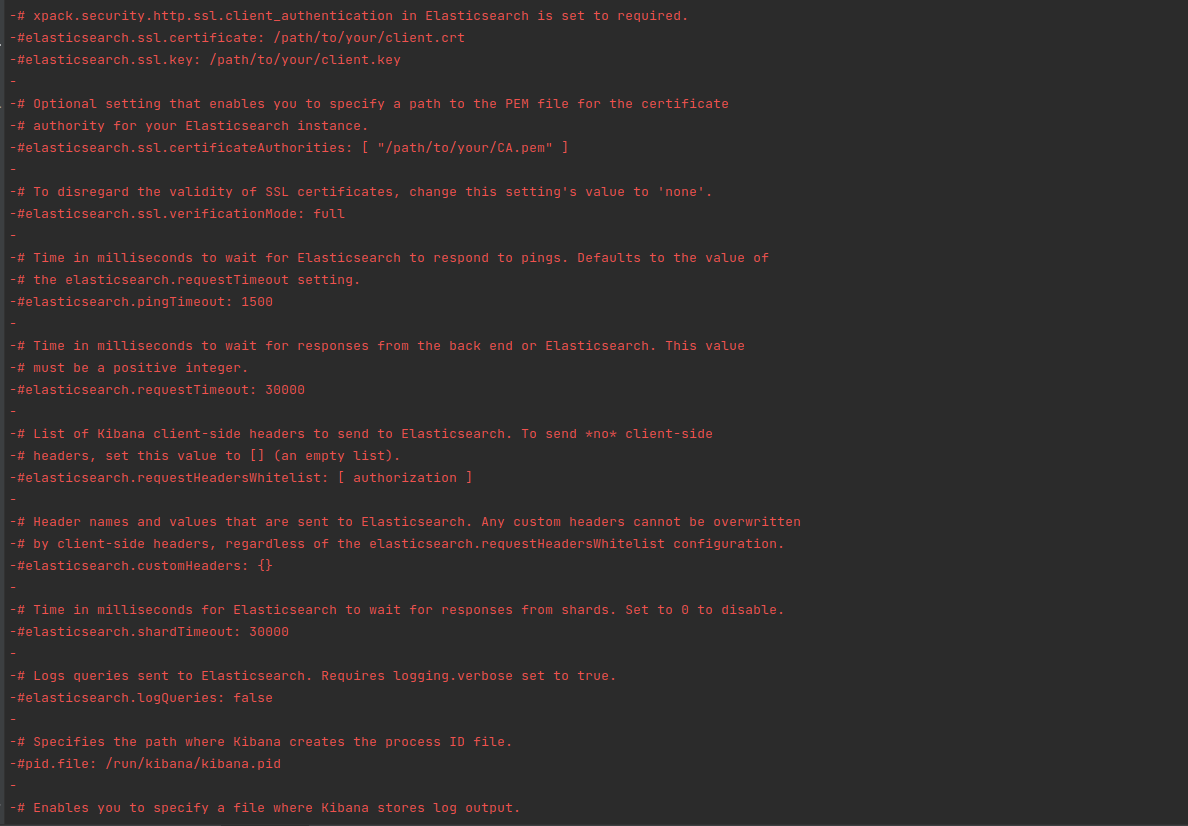 -# xpack.security.http.ssl.client_authentication in Elasticsearch is set to required.
-#elasticsearch.ssl.certificate: /path/to/your/client.crt
-#elasticsearch.ssl.key: /path/to/your/client.key
-
-# Optional setting that enables you to specify a path to the PEM file for the certificate
-# authority for your Elasticsearch instance.
-#elasticsearch.ssl.certificateAuthorities: [ "/path/to/your/CA.pem" ]
-
-# To disregard the validity of SSL certificates, change this setting's value to 'none'.
-#elasticsearch.ssl.verificationMode: full
-
-# Time in milliseconds to wait for Elasticsearch to respond to pings. Defaults to the value of
-# the elasticsearch.requestTimeout setting.
-#elasticsearch.pingTimeout: 1500
-
-# Time in milliseconds to wait for responses from the back end or Elasticsearch. This value
-# must be a positive integer.
-#elasticsearch.requestTimeout: 30000
-
-# List of Kibana client-side headers to send to Elasticsearch. To send *no* client-side
-# headers, set this value to [] (an empty list).
-#elasticsearch.requestHeadersWhitelist: [ authorization ]
-
-# Header names and values that are sent to Elasticsearch. Any custom headers cannot be overwritten
-# by client-side headers, regardless of the elasticsearch.requestHeadersWhitelist configuration.
-#elasticsearch.customHeaders: {}
-
-# Time in milliseconds for Elasticsearch to wait for responses from shards. Set to 0 to disable.
-#elasticsearch.shardTimeout: 30000
-
-# Logs queries sent to Elasticsearch. Requires logging.verbose set to true.
-#elasticsearch.logQueries: false
-
-# Specifies the path where Kibana creates the process ID file.
-#pid.file: /run/kibana/kibana.pid
-
-# Enables you to specify a file where Kibana stores log output.